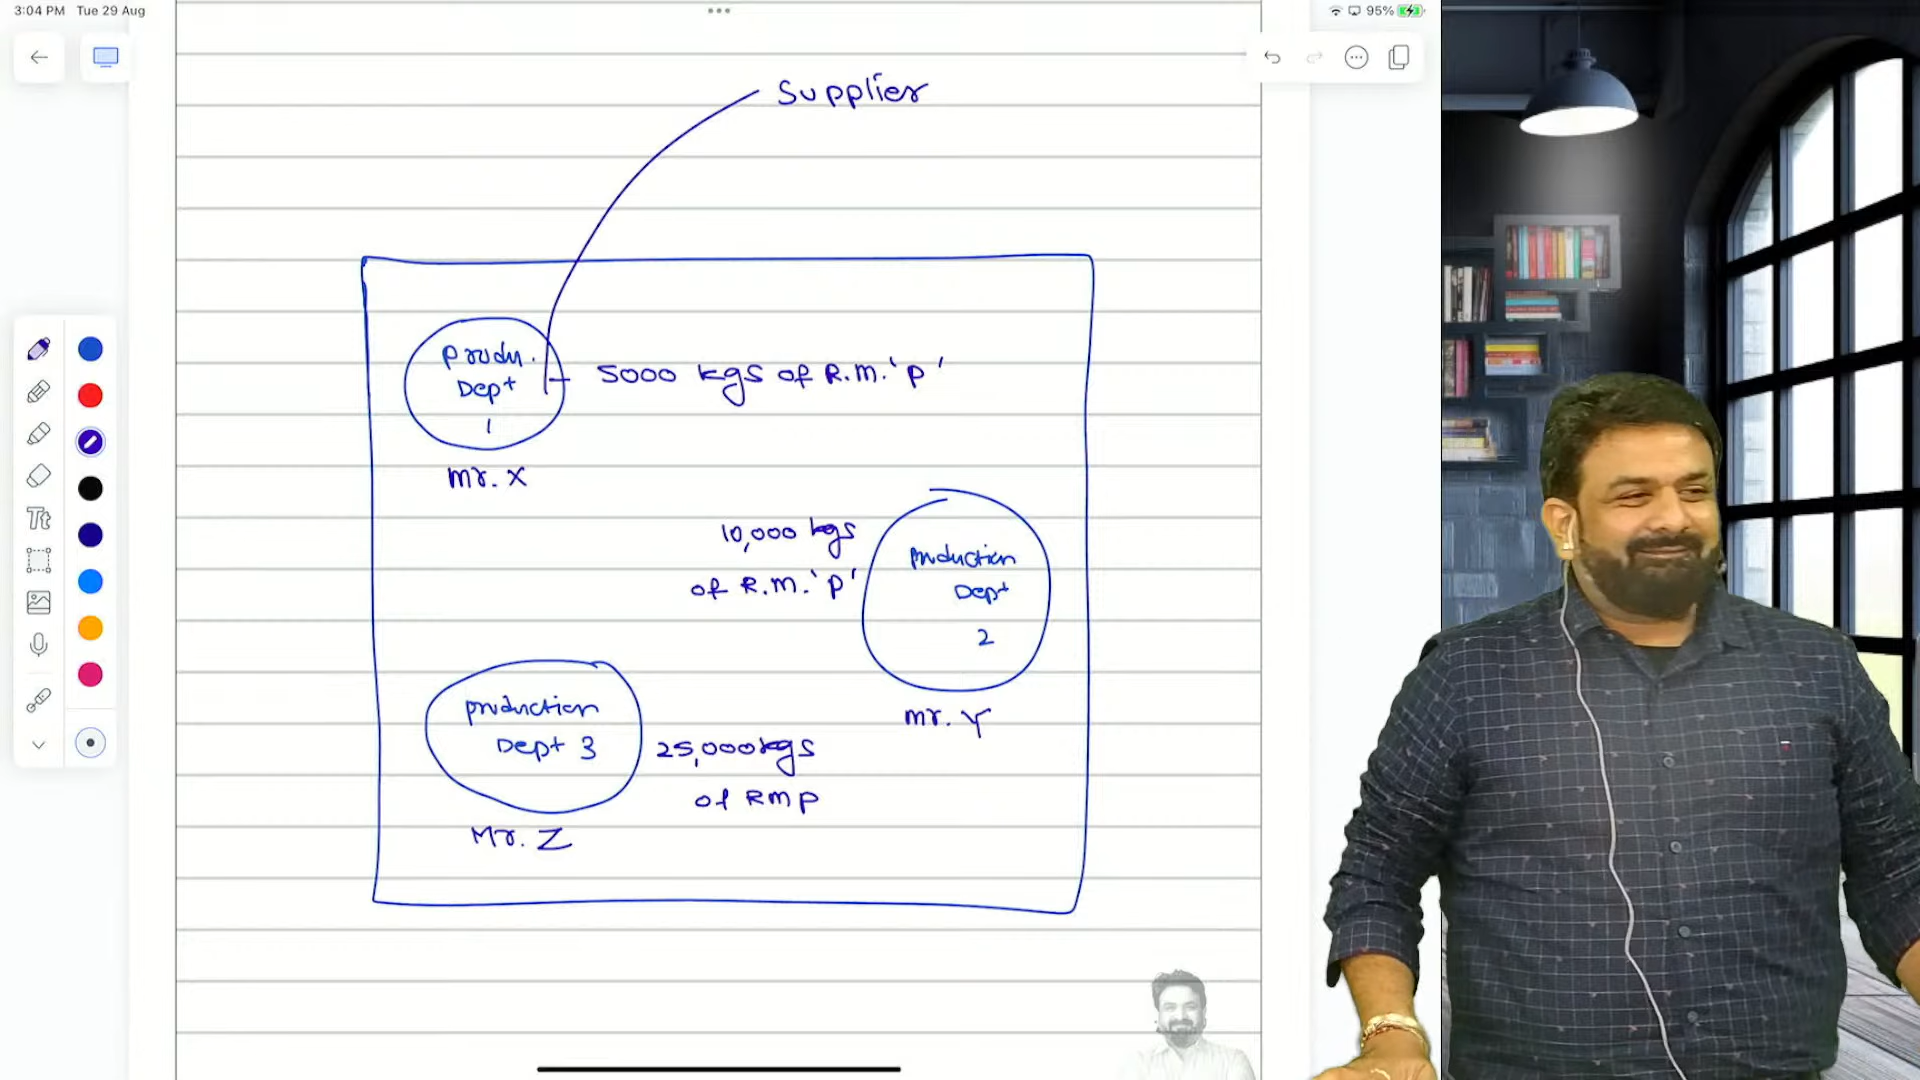 3:04 PM Tue 29 Aug
95%
Supplier
Produ.
Dept
1
5000 kgs of R.M. 'P'
Mr. X
10,000 kgs
of R.M. 'P'
Production
Dept
2
Mr. Y
Production
Dept 3
25,000 kgs
of RMP
Mr. Z
Tt